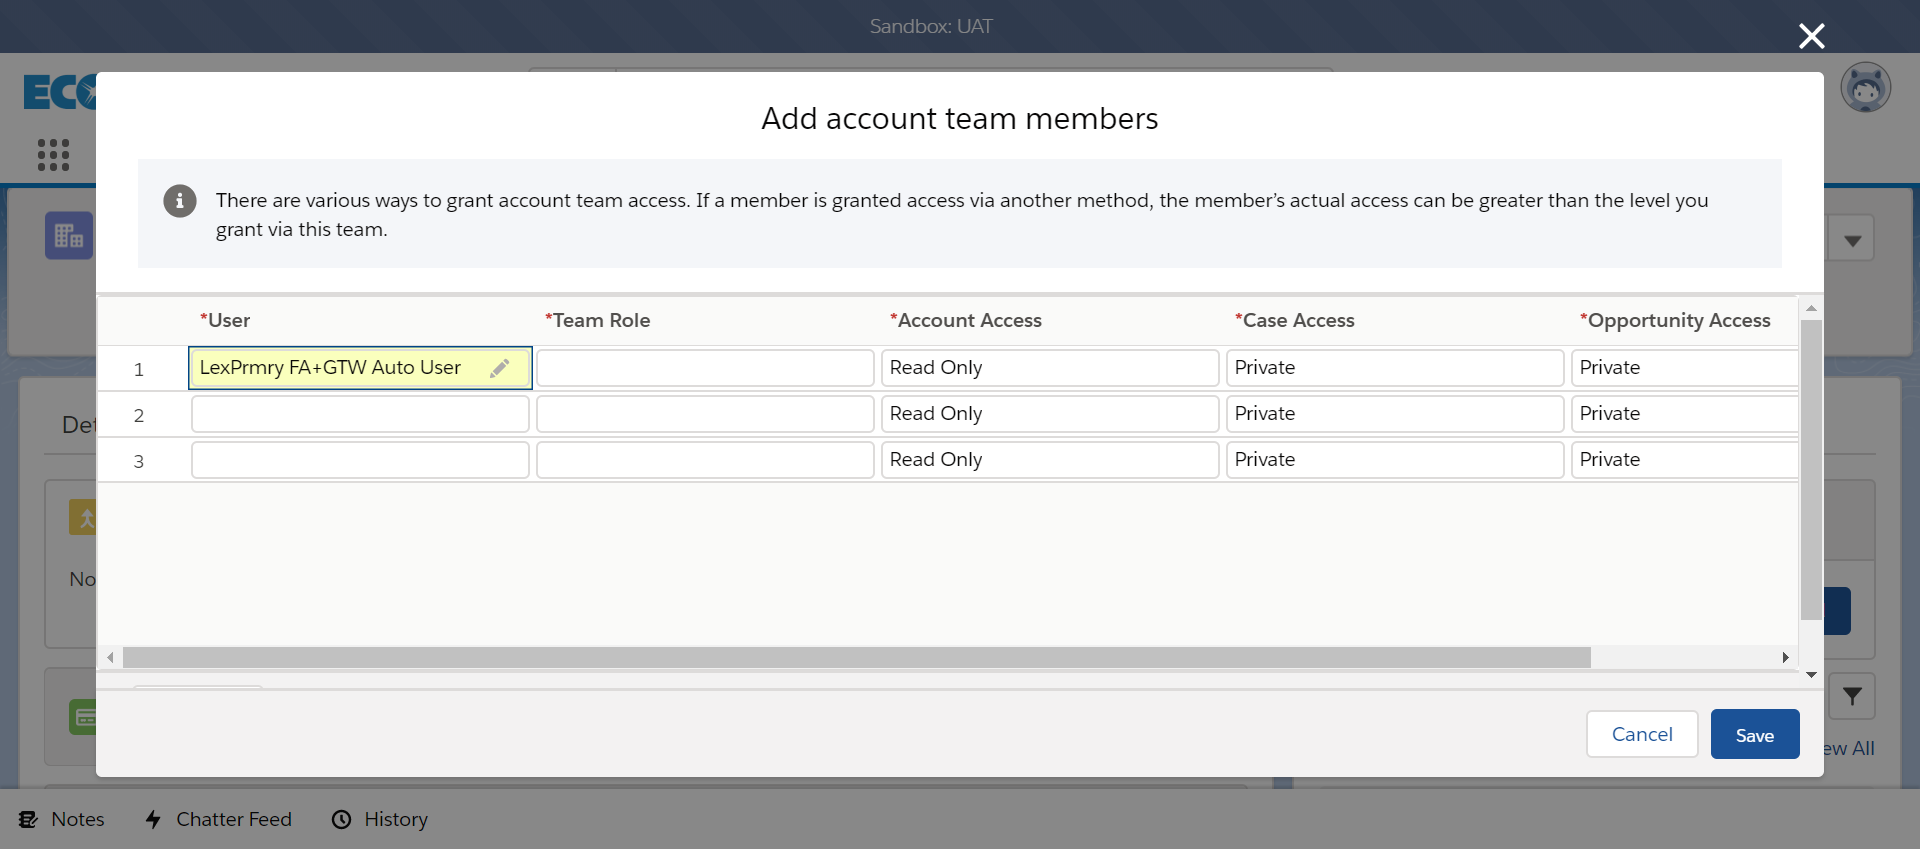 Sandbox: UAT
ECO
Add account team members
There are various ways to grant account team access. If a member is granted access via another method, the member's actual access can be greater than the level you
grant via this team.
*User *Team Role *Account Access *Case Access *Opportunity Access
1 LexPrmry FA+GTW Auto User Read Only Private Private
2 Read Only Private Private
3 Read Only Private Private
Det
No
Cancel Save
ew All
Notes Chatter Feed History